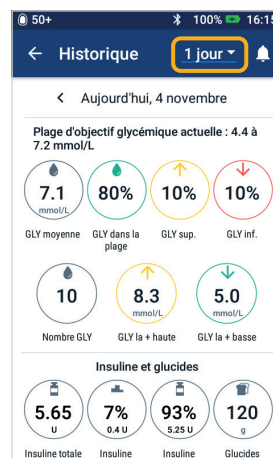 50+ 100% 16:15
Historique 1 jour
Aujourd'hui, 4 novembre
Plage d'objectif glycémique actuelle : 4.4 à
7.2 mmol/L
7.1 80% 10% 10%
mmol/L
GLY moyenne GLY dans la GLY sup. GLY inf.
plage
10 8.3 5.0
mmol/L mmol/L
Nombre GLY GLY la + haute GLY la + basse
Insuline et glucides
5.65 7% 93% 120
U 0.4 U 5.25 U g
Insuline totale Insuline Insuline Glucides